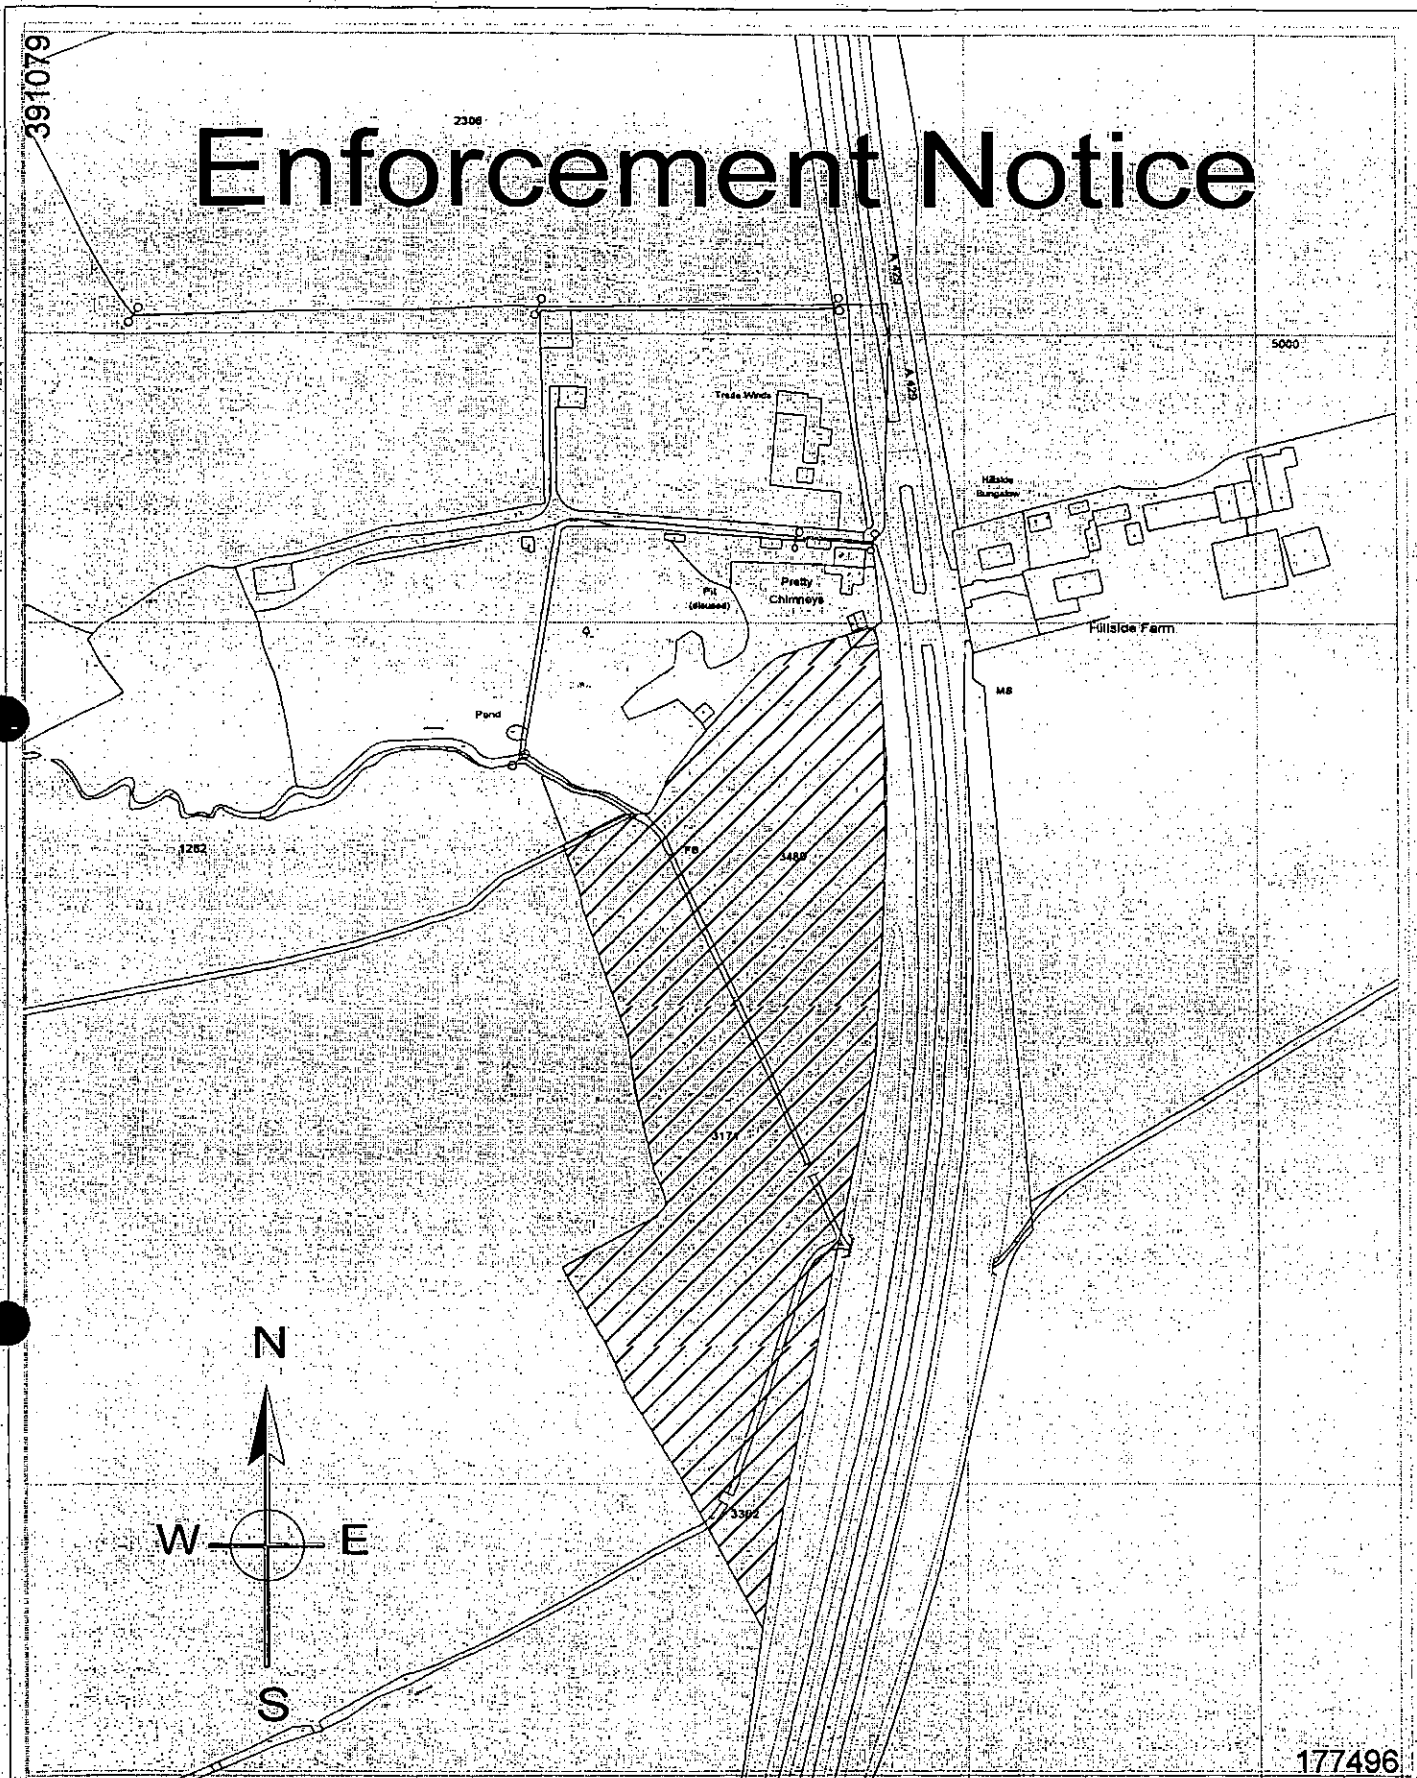 391079
2306
Enforcement Notice
A 429
5000
A 429
Trade Winds
Hillside
Bungalow
Pit
(disused)
Pretty
Chimneys
Hillside Farm
MS
Pond
1262
FB
3480
3171
N
3302
W
E
S
177496